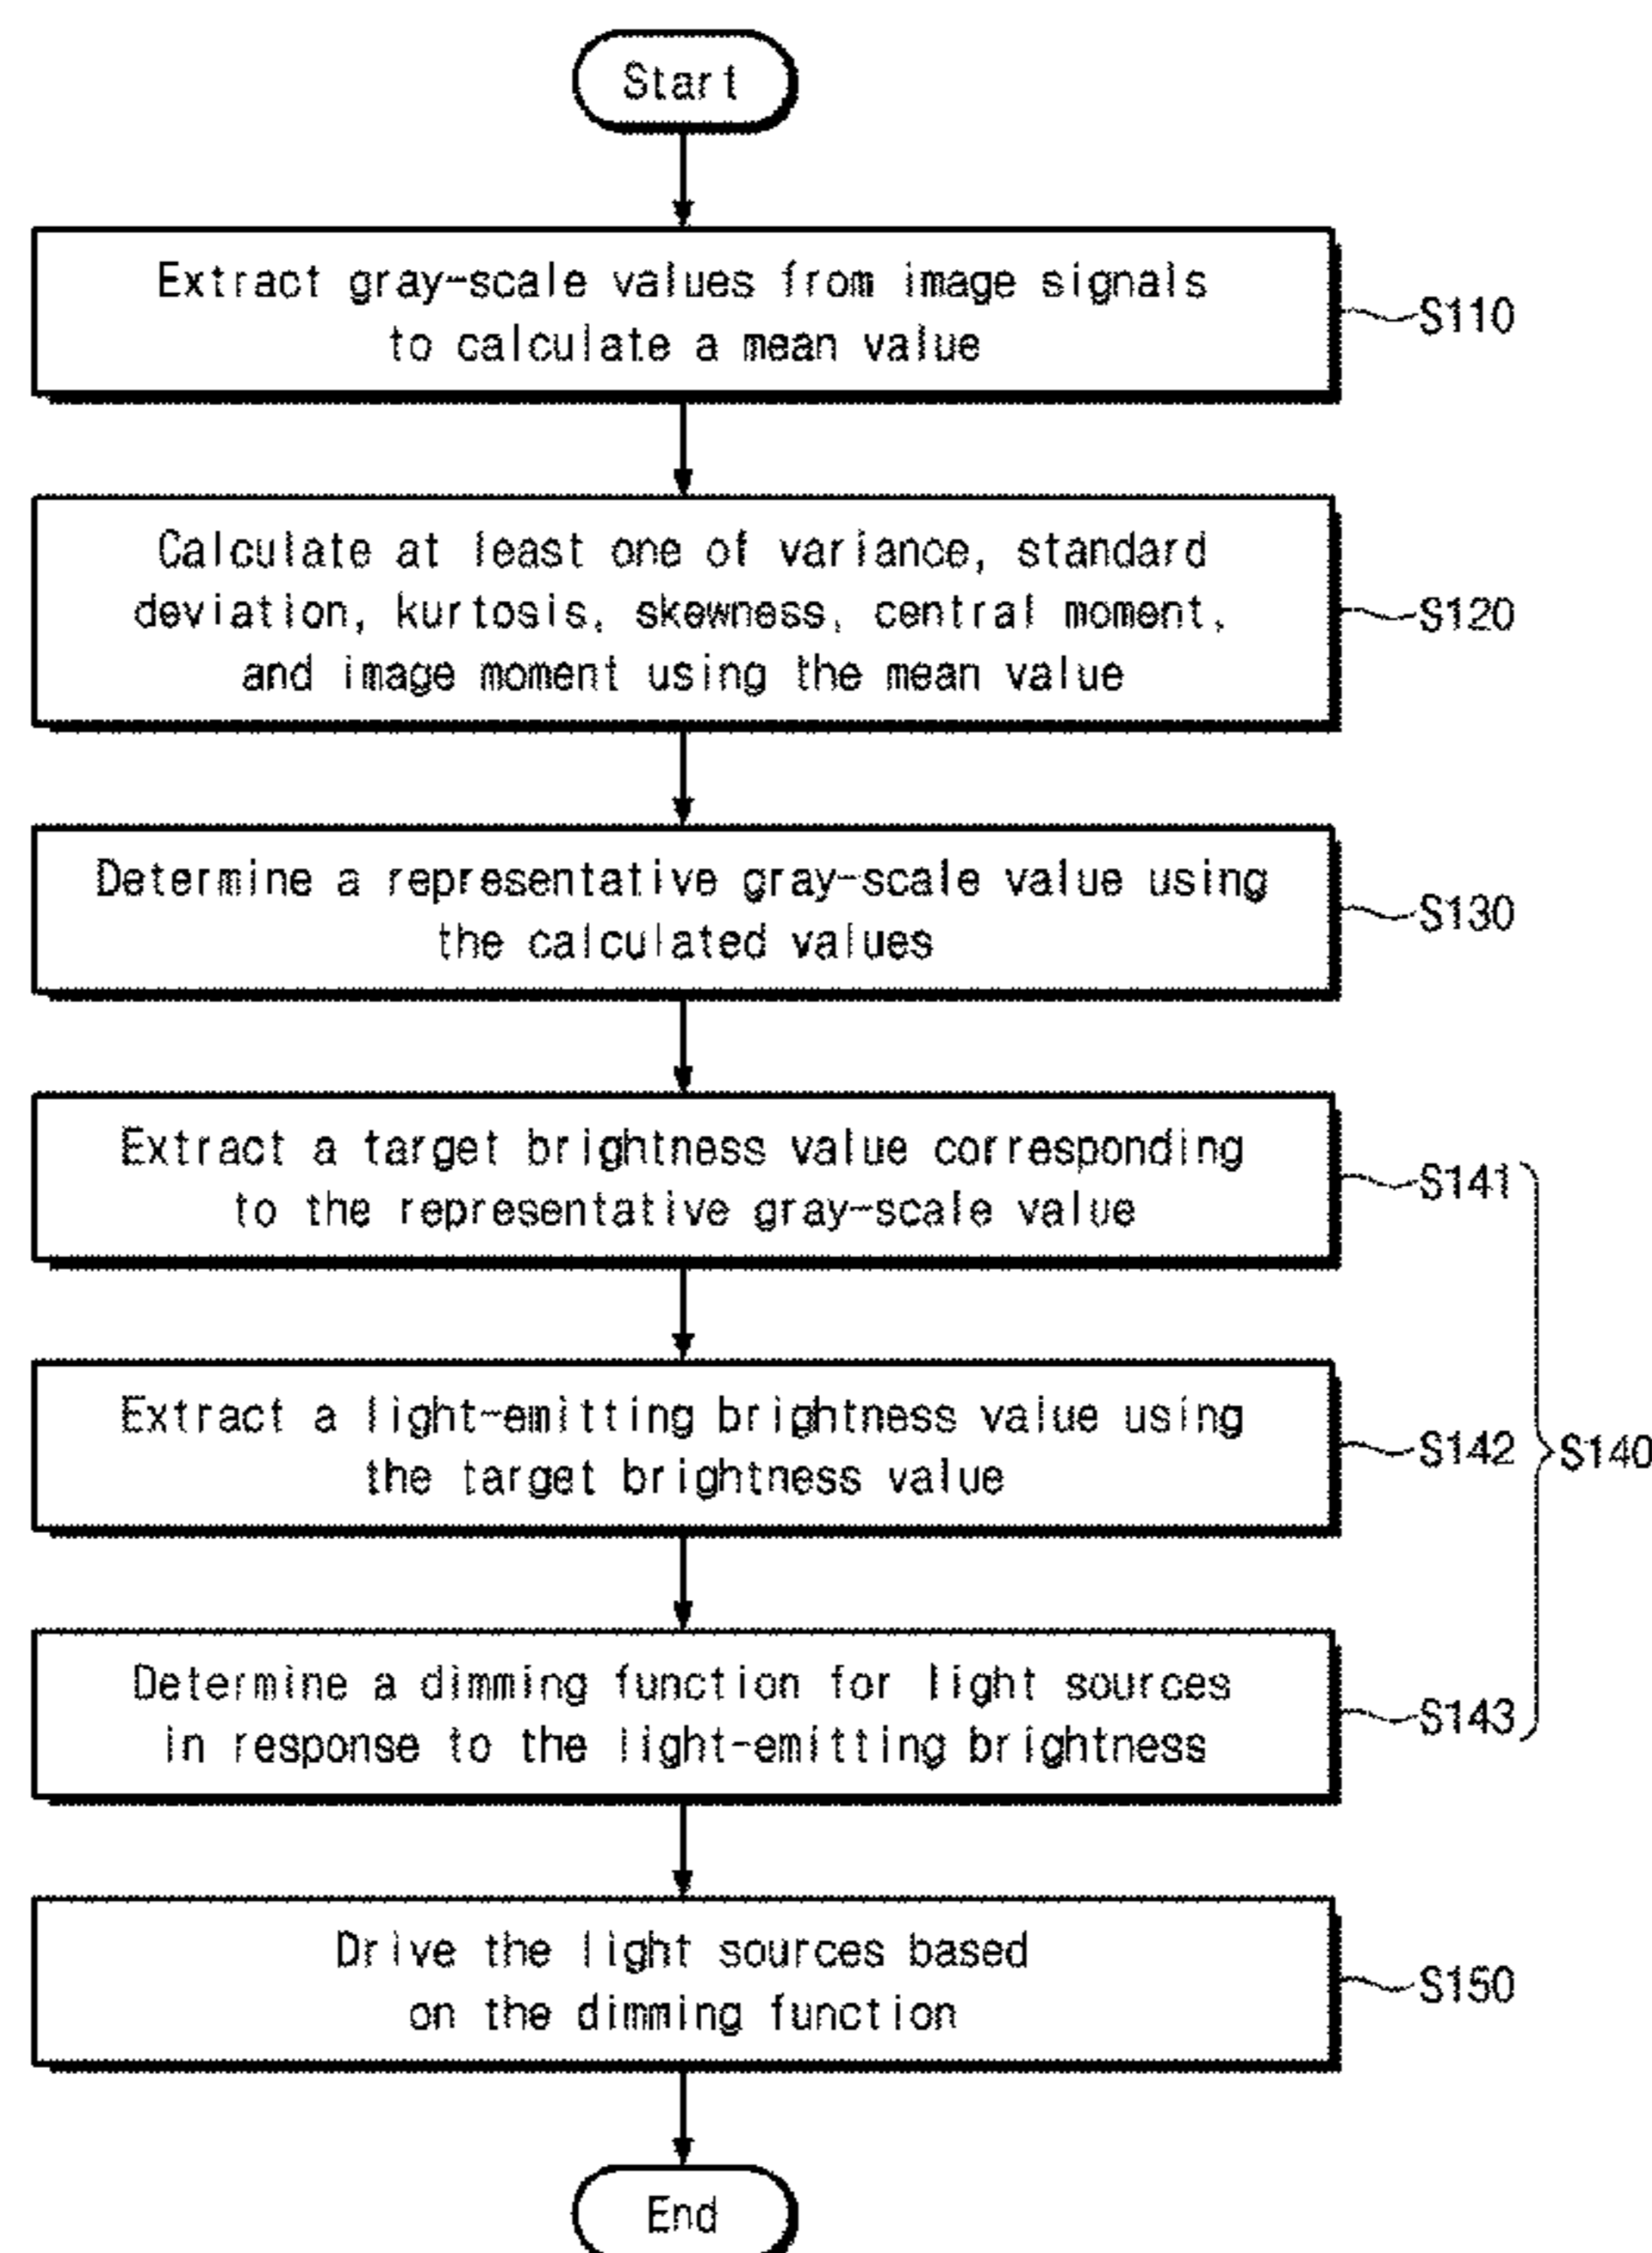 Start
Extract gray-scale values from image signals
to calculate a mean value
S110
Calculate at least one of variance, standard
deviation, kurtosis, skewness, central moment,
and image moment using the mean value
S120
Determine a representative gray-scale value using
the calculated values
S130
Extract a target brightness value corresponding
to the representative gray-scale value
S141
Extract a light-emitting brightness value using
the target brightness value
S142
S140
Determine a dimming function for light sources
in response to the light-emitting brightness
S143
Drive the light sources based
on the dimming function
S150
End